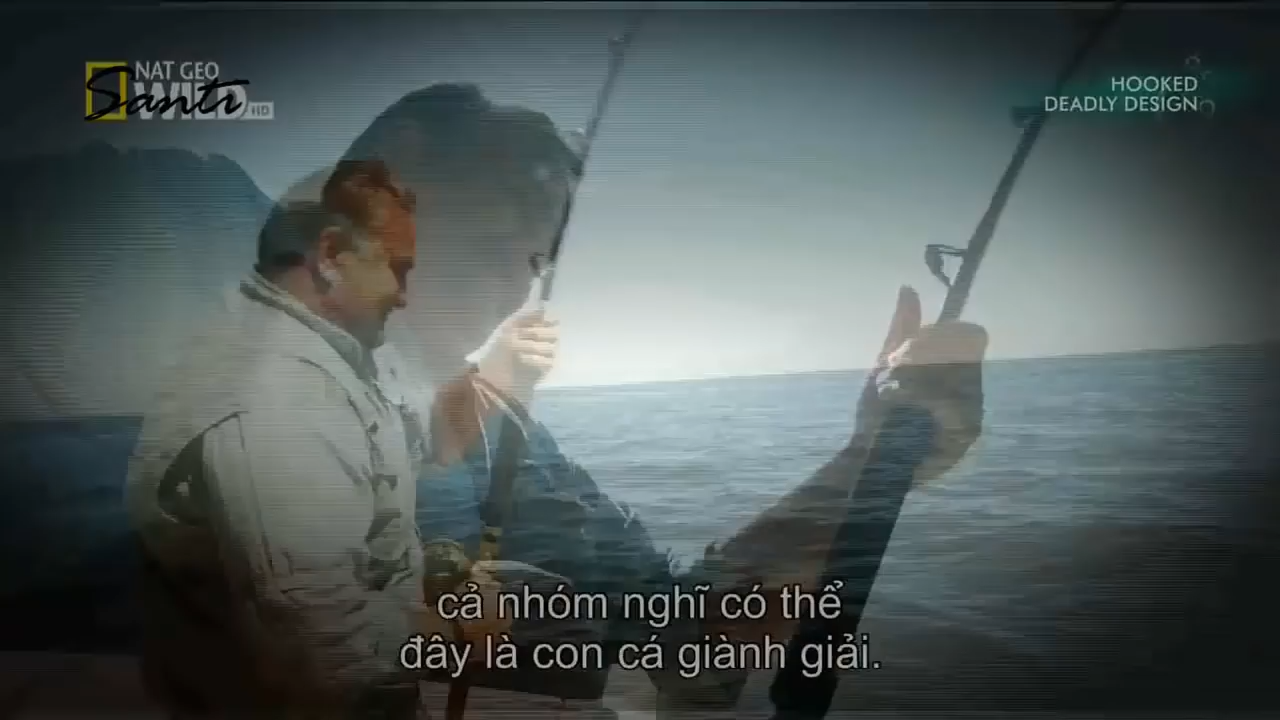 NAT GEO
WILD HD
Santi
HOOKED
DEADLY DESIGN
cả nhóm nghĩ có thể
đây là con cá giành giải.